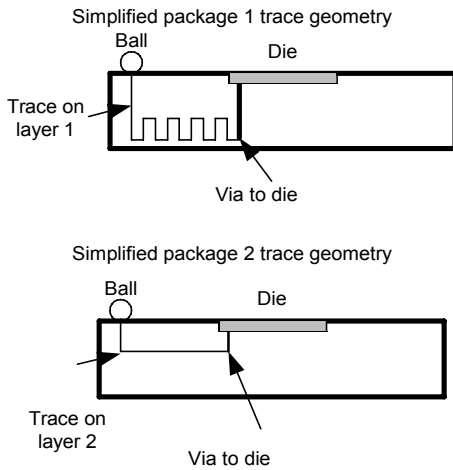 Simplified package 1 trace geometry
Ball
Die
Trace on
layer 1
Via to die
Simplified package 2 trace geometry
Ball
Die
Trace on
layer 2
Via to die